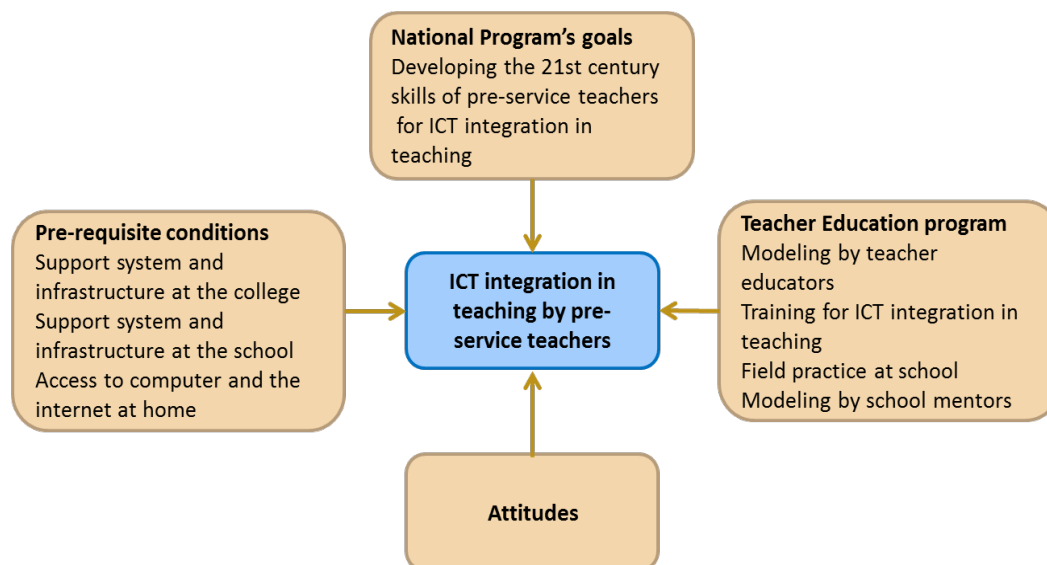 National Program's goals
Developing the 21st century
skills of pre-service teachers
for ICT integration in
teaching
Pre-requisite conditions
Support system and
infrastructure at the college
Support system and
infrastructure at the school
Access to computer and the
internet at home
ICT integration in
teaching by pre-
service teachers
Teacher Education program
Modeling by teacher
educators
Training for ICT integration in
teaching
Field practice at school
Modeling by school mentors
Attitudes